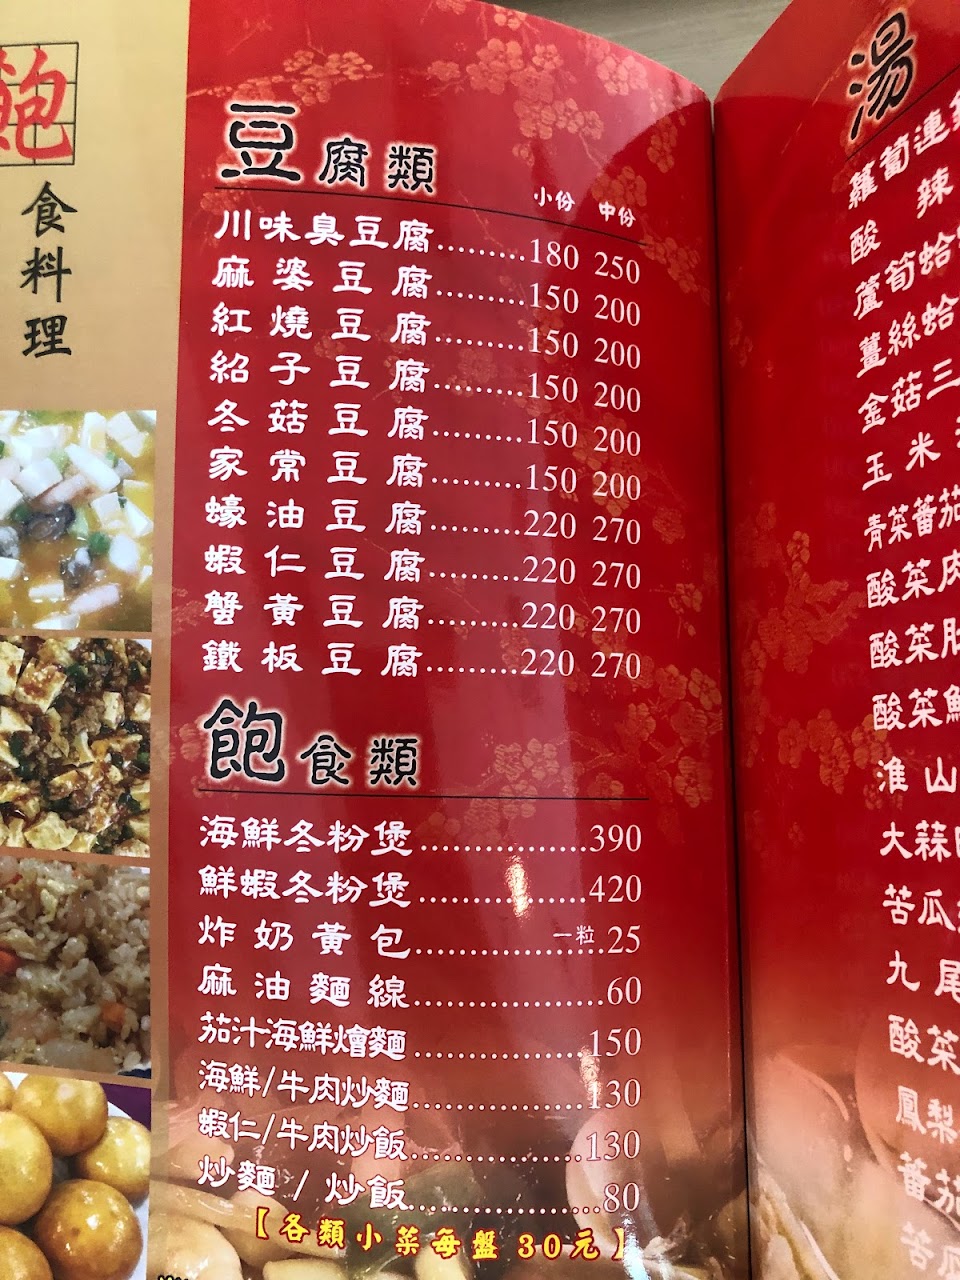 飽
食料理
豆腐類
小份 中份
川味臭豆腐........180 250
麻婆豆腐.........150 200
紅燒豆腐.........150 200
紹子豆腐.........150 200
冬菇豆腐.........150 200
家常豆腐.........150 200
蠔油豆腐.........220 270
蝦仁豆腐.........220 270
蟹黃豆腐.........220 270
鐵板豆腐.........220 270
飽食類
海鮮冬粉煲.................390
鮮蝦冬粉煲.................420
炸奶黃包..............一粒..25
麻油麵線....................60
茄汁海鮮燴麵..................150
海鮮/牛肉炒麵..................130
蝦仁/牛肉炒飯..................130
炒麵/炒飯.....................80
【各類小菜每盤30元】
湯
蘿蔔連
酸 辣
蘆筍蛤
薑絲蛤
金菇三
玉米
青菜蕃茄
酸菜肉
酸菜肚
酸菜
淮山
大蒜
苦瓜
九尾
酸菜
鳳梨
蕃茄
苦瓜